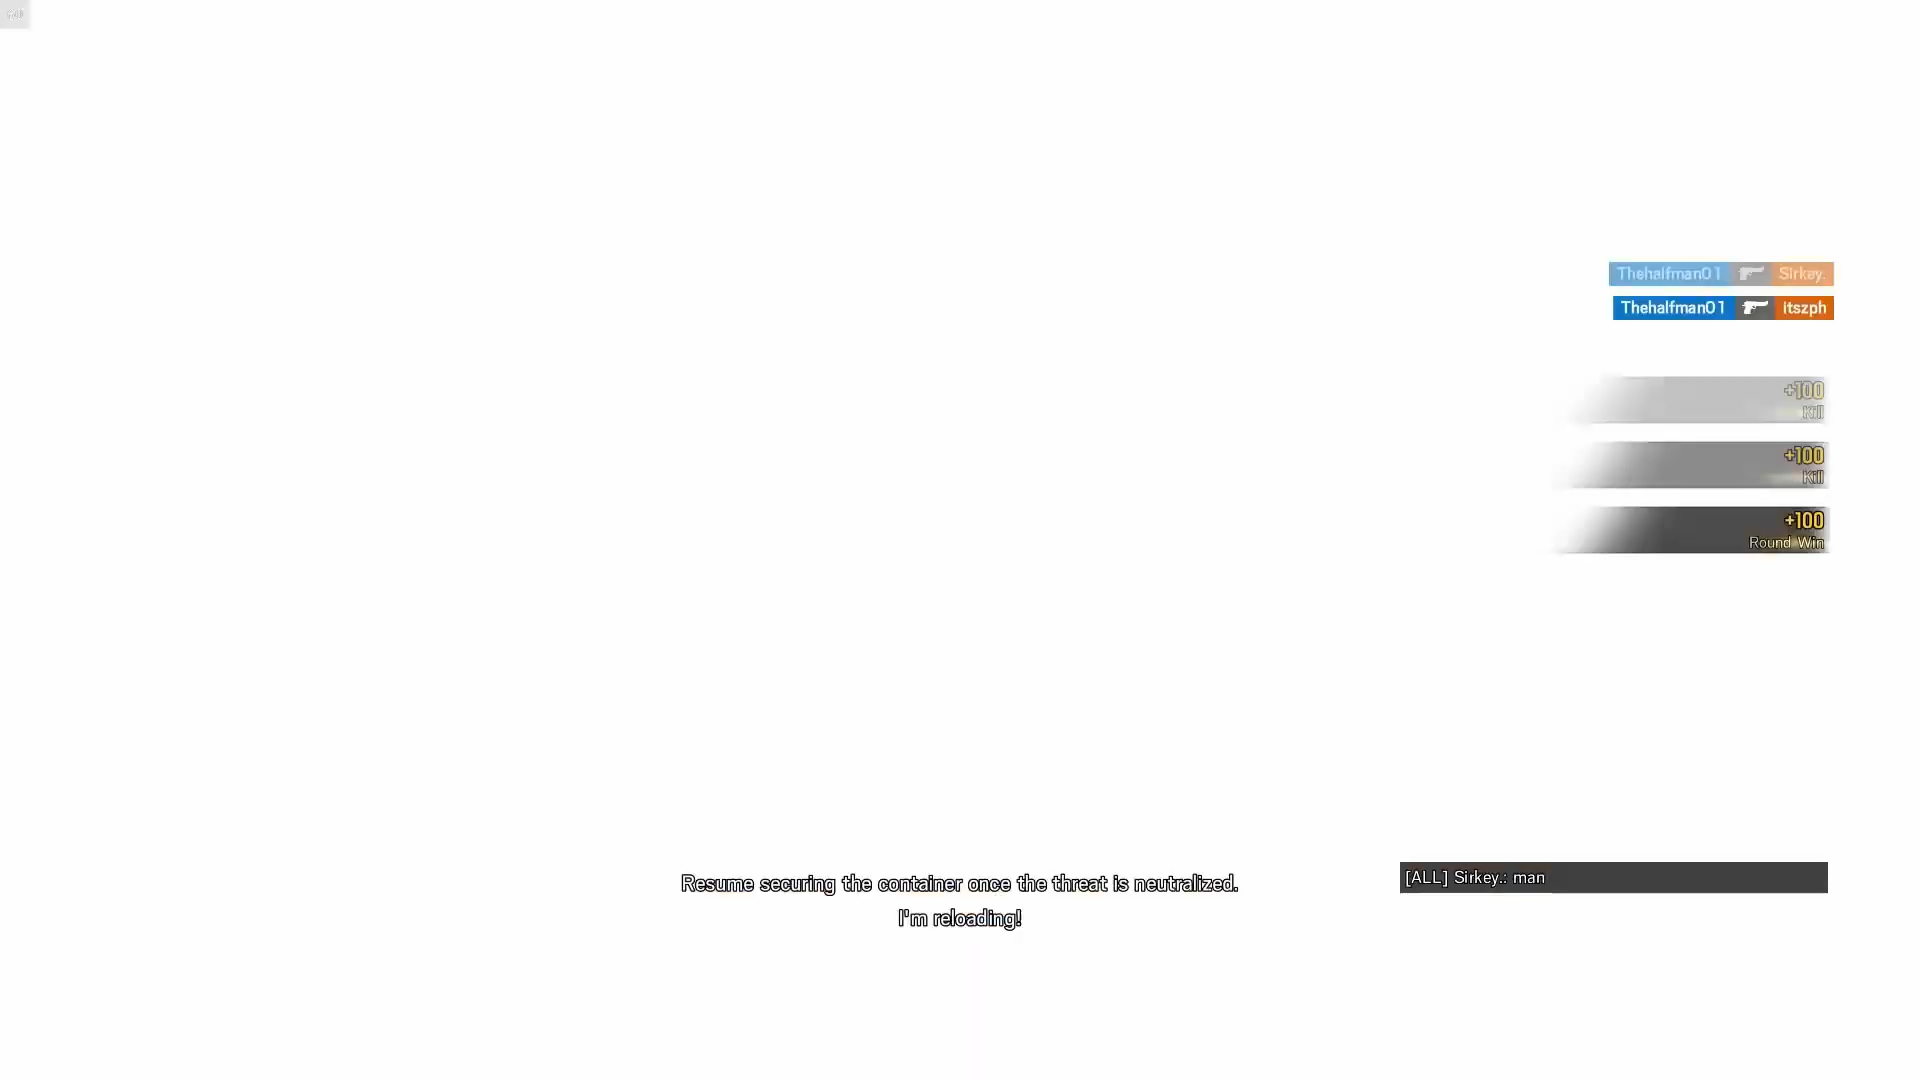 Thehalfman01 Sirkey.
Thehalfman01 itszph
+100
Kill
+100
Kill
+100
Round Win
Resume securing the container once the threat is neutralized.
I'm reloading!
[ALL] Sirkey.: man